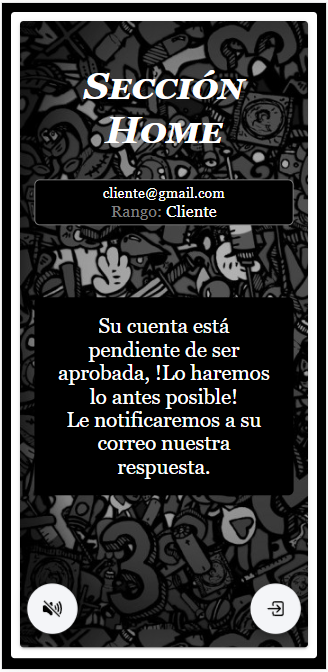 Sección
Home
cliente@gmail.com
Rango: Cliente
Su cuenta está
pendiente de ser
aprobada, !Lo haremos
lo antes posible!
Le notificaremos a su
correo nuestra
respuesta.